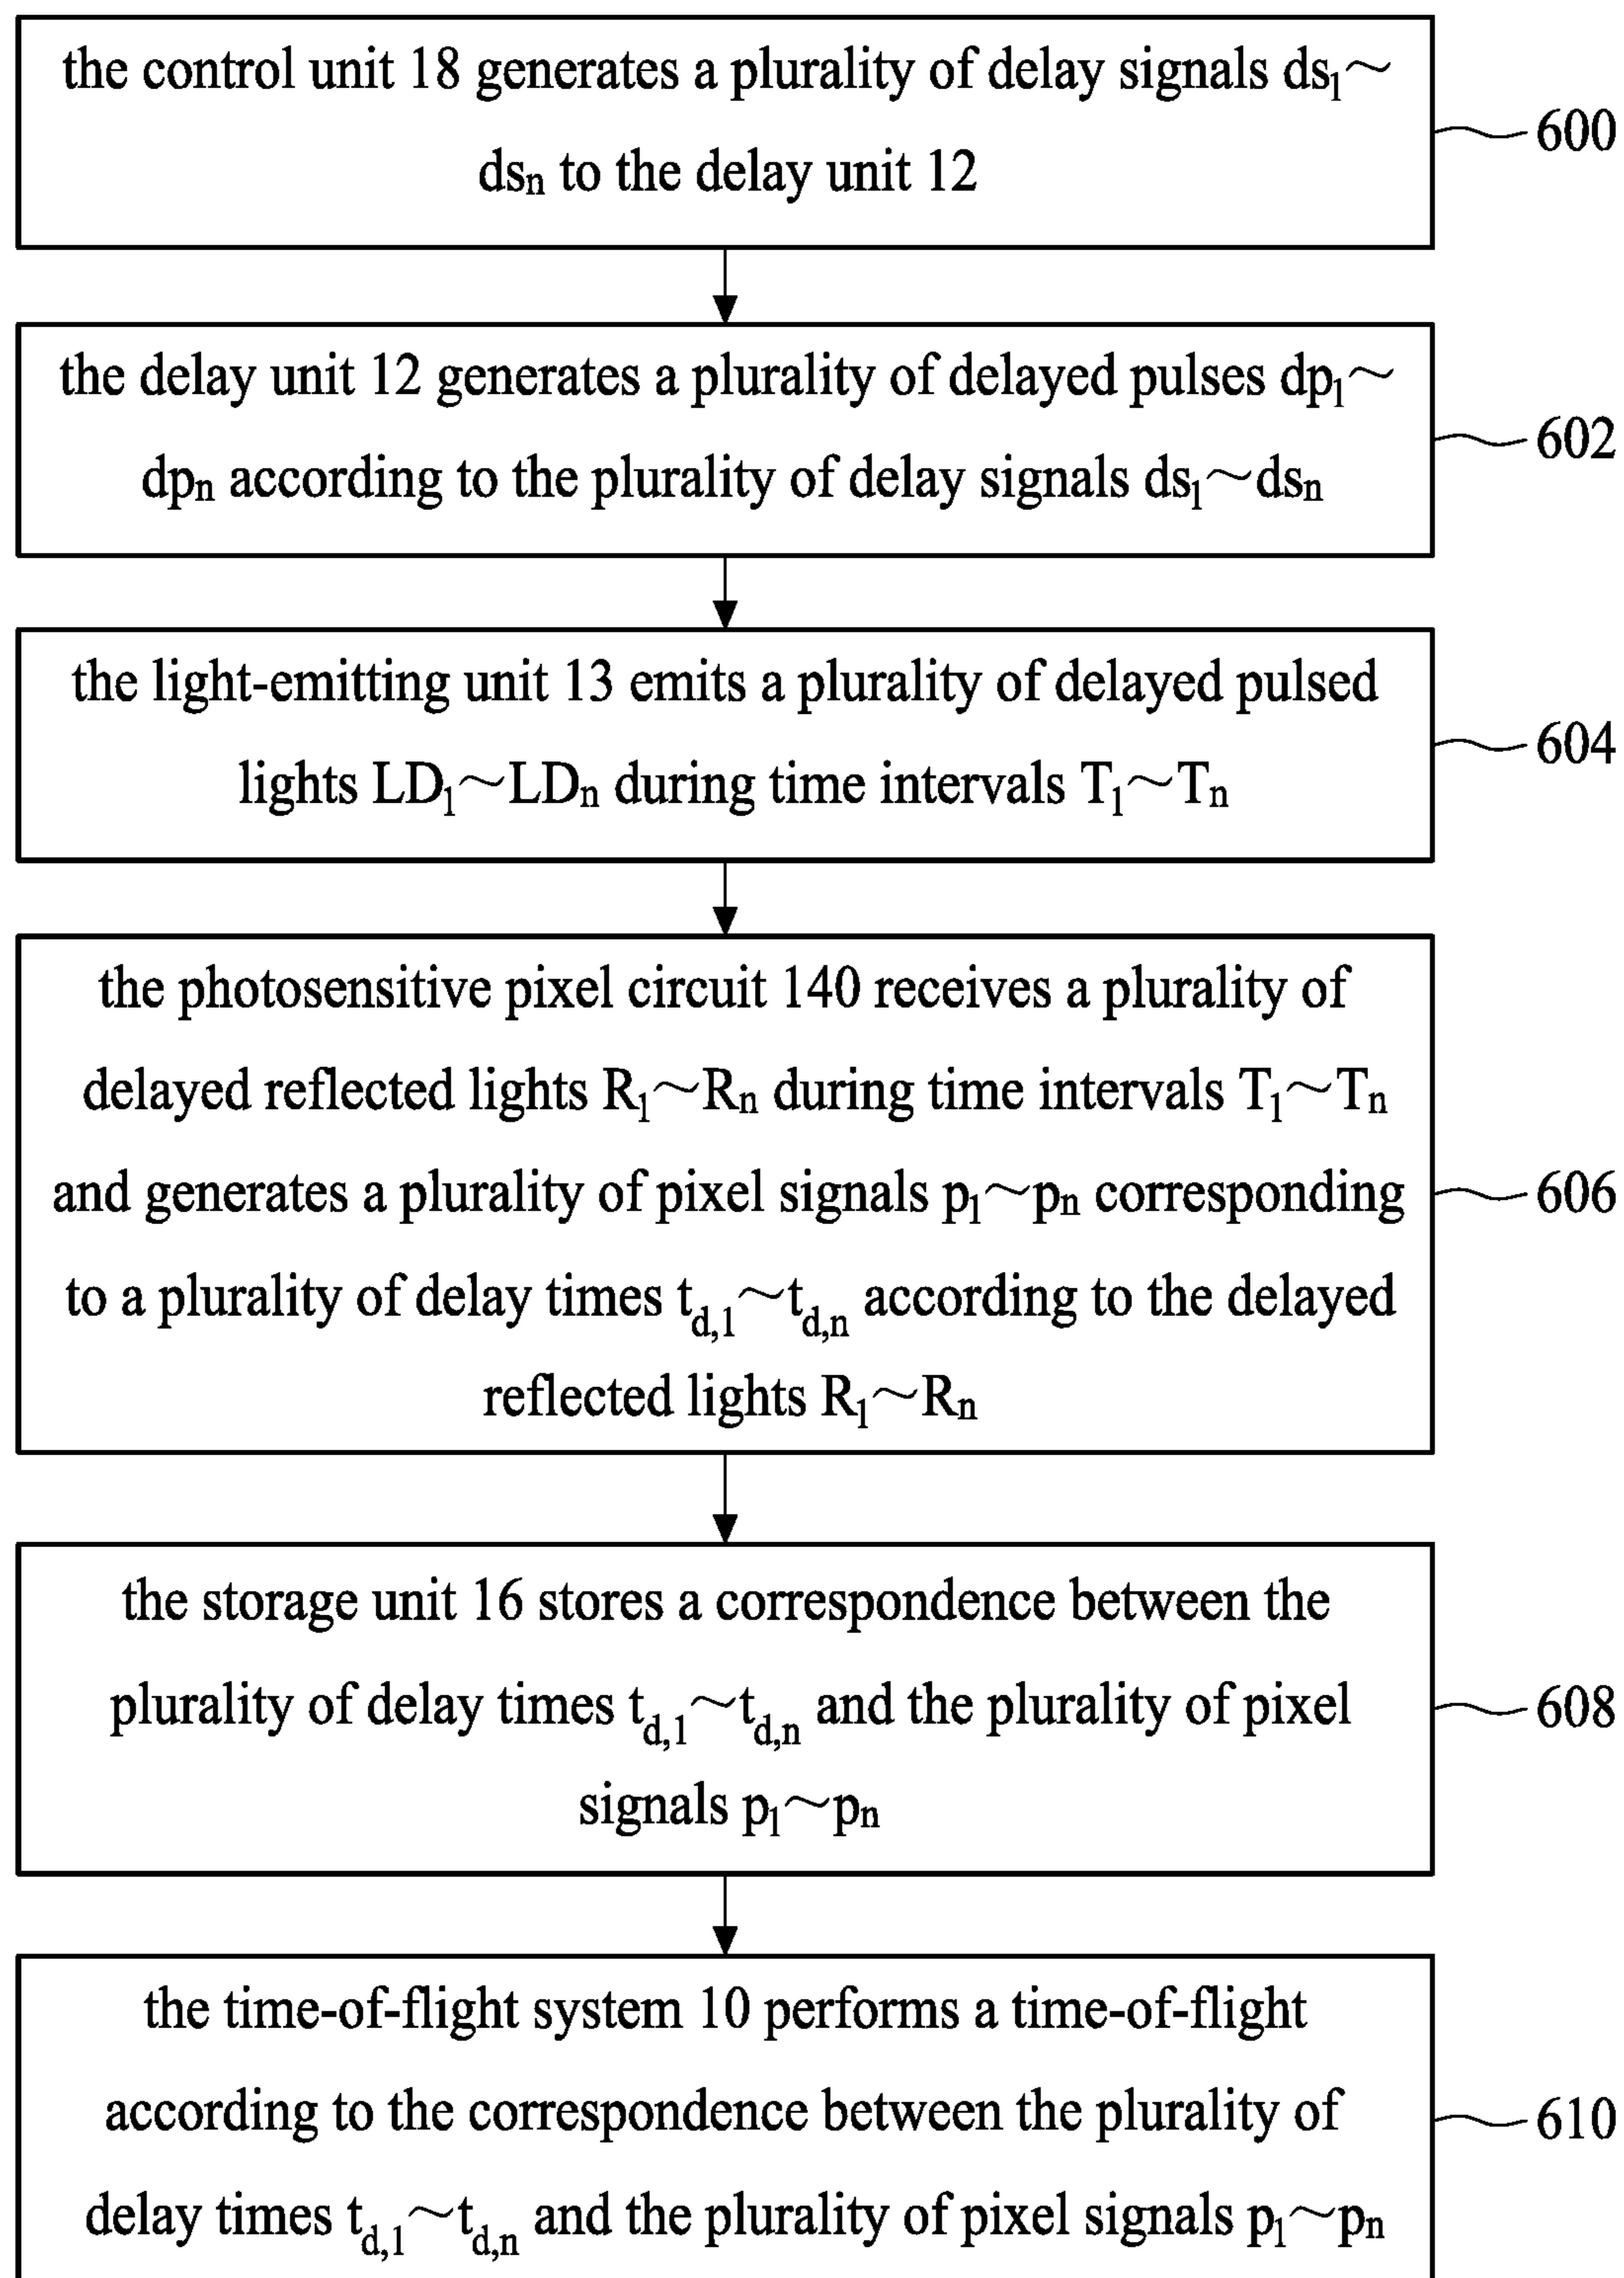 the control unit 18 generates a plurality of delay signals ds₁~
dsₙ to the delay unit 12
600
the delay unit 12 generates a plurality of delayed pulses dp₁~
dpₙ according to the plurality of delay signals ds₁~dsₙ
602
the light-emitting unit 13 emits a plurality of delayed pulsed
lights LD₁~LDₙ during time intervals T₁~Tₙ
604
the photosensitive pixel circuit 140 receives a plurality of
delayed reflected lights R₁~Rₙ during time intervals T₁~Tₙ
and generates a plurality of pixel signals p₁~pₙ corresponding
to a plurality of delay times t_d,1~t_d,n according to the delayed
reflected lights R₁~Rₙ
606
the storage unit 16 stores a correspondence between the
plurality of delay times t_d,1~t_d,n and the plurality of pixel
signals p₁~pₙ
608
the time-of-flight system 10 performs a time-of-flight
according to the correspondence between the plurality of
delay times t_d,1~t_d,n and the plurality of pixel signals p₁~pₙ
610